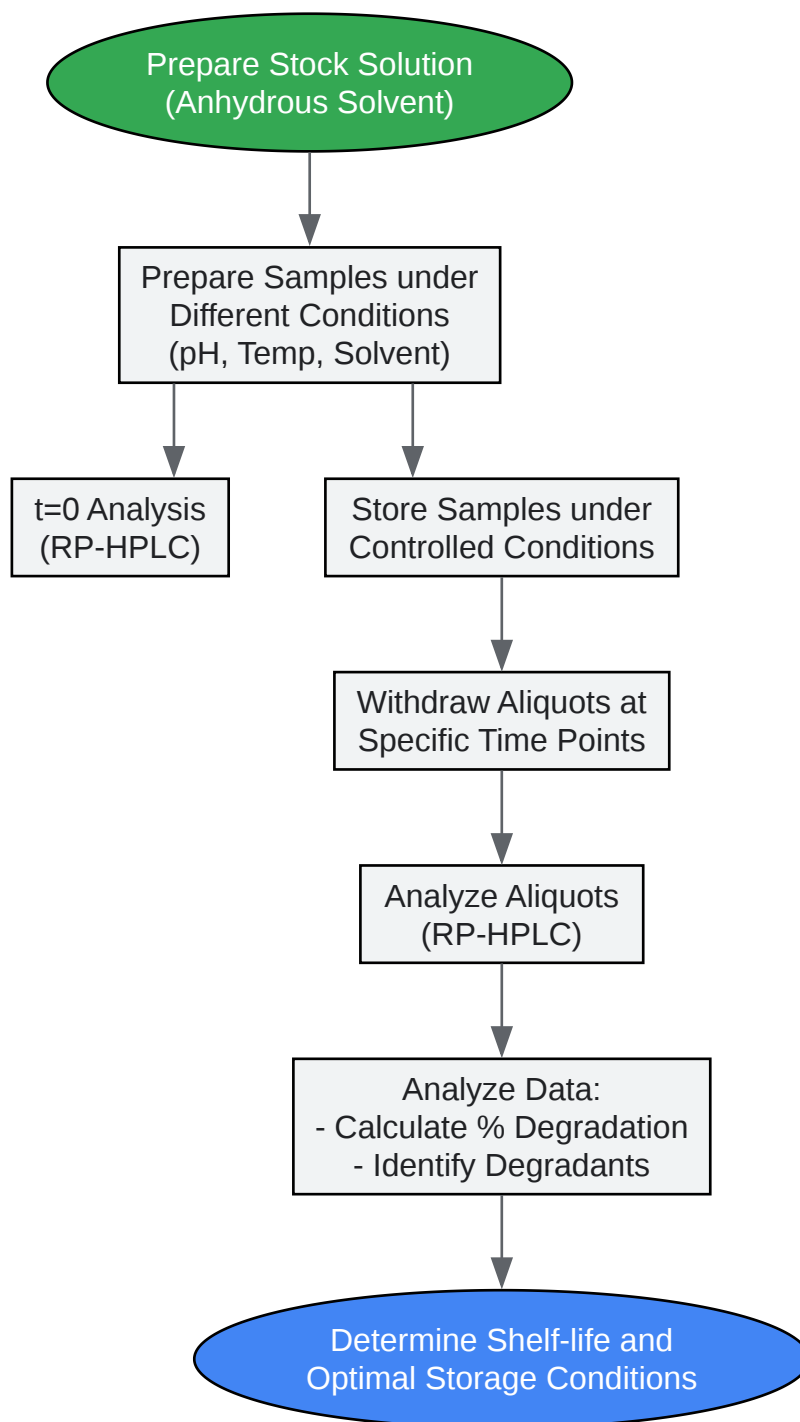 Prepare Stock Solution
(Anhydrous Solvent)
Prepare Samples under
Different Conditions
(pH, Temp, Solvent)
t=0 Analysis
(RP-HPLC)
Store Samples under
Controlled Conditions
Withdraw Aliquots at
Specific Time Points
Analyze Aliquots
(RP-HPLC)
Analyze Data:
- Calculate % Degradation
- Identify Degradants
Determine Shelf-life and
Optimal Storage Conditions